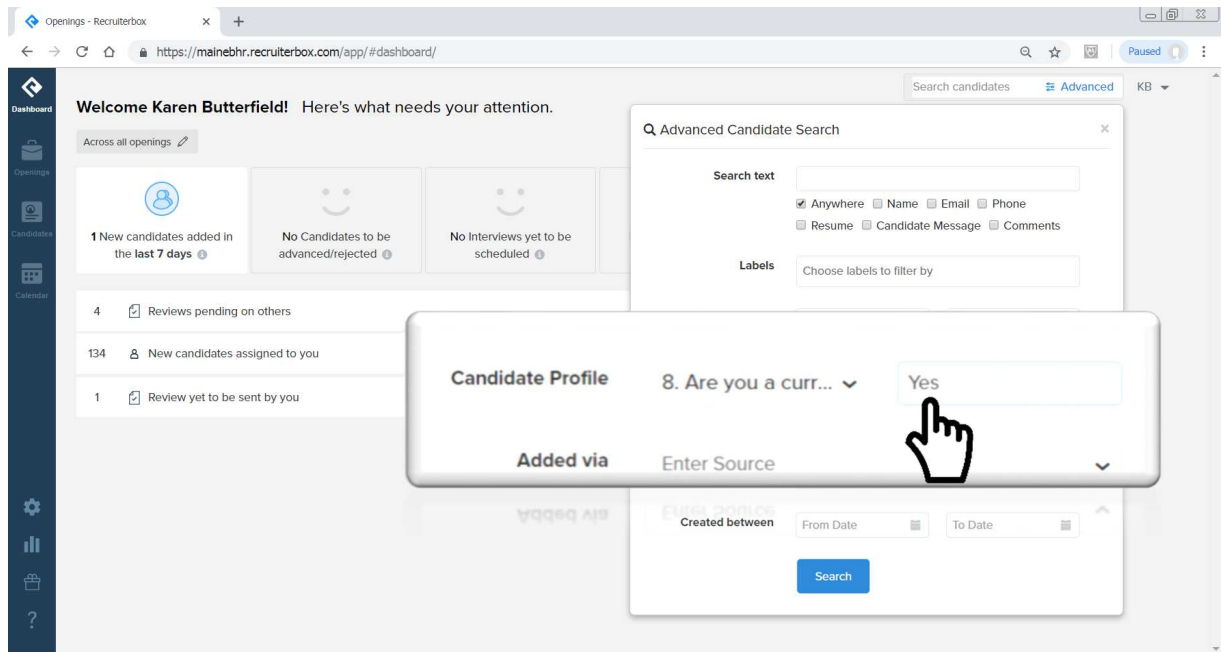 Openings - Recruiterbox
https://mainebhr.recruiterbox.com/app/#dashboard/
Paused
Dashboard
Openings
Candidates
Calendar
Search candidates
Advanced
KB
Welcome Karen Butterfield! Here's what needs your attention.
Across all openings
1 New candidates added in
the last 7 days
No Candidates to be
advanced/rejected
No Interviews yet to be
scheduled
4 Reviews pending on others
134 New candidates assigned to you
1 Review yet to be sent by you
Advanced Candidate Search
Search text
Anywhere Name Email Phone
Resume Candidate Message Comments
Labels
Choose labels to filter by
Candidate Profile 8. Are you a curr... Yes
Added via Enter Source
Created between From Date To Date
Search
?